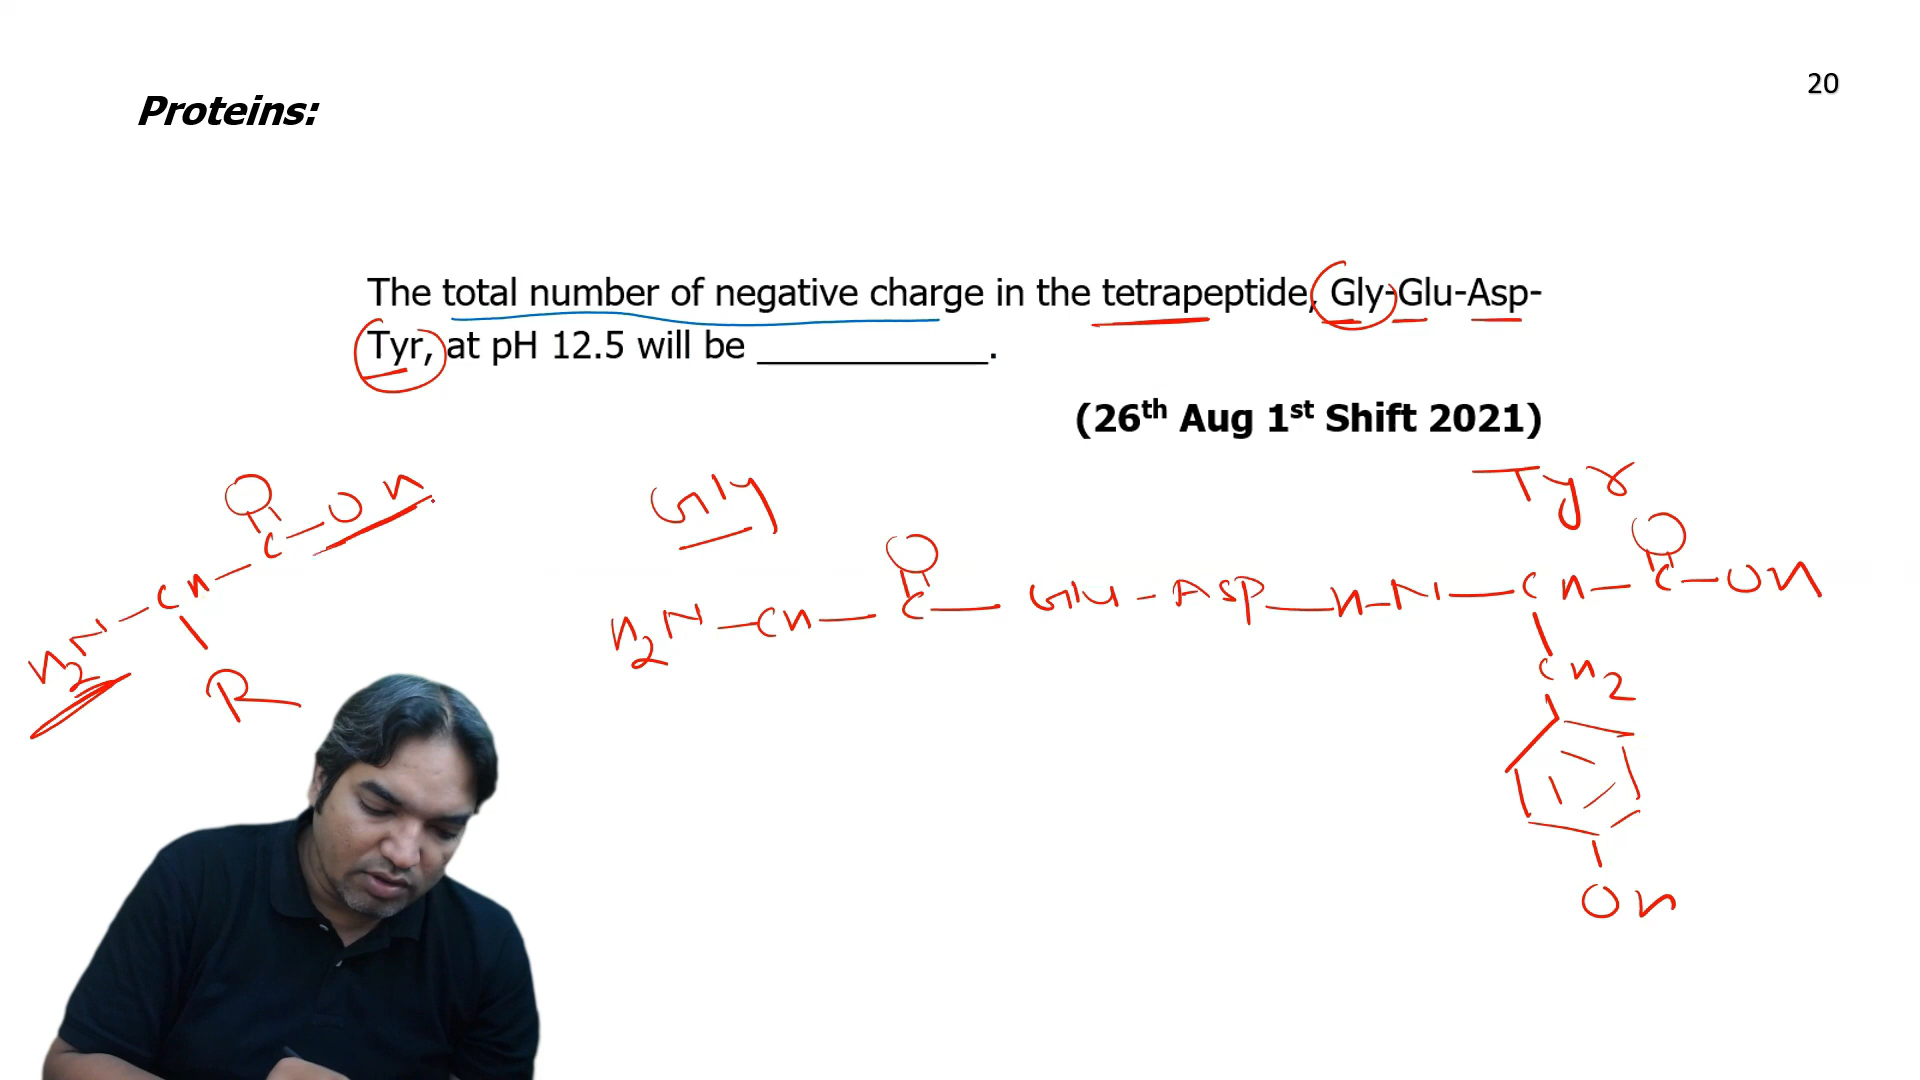 20
Proteins:
The total number of negative charge in the tetrapeptide, Gly-Glu-Asp-
Tyr, at pH 12.5 will be ____________.
(26th Aug 1st Shift 2021)
Gly
Tyr
O
C-OH
H2N-CH
R
O
H2N-CH-C-Glu-Asp-H-N-CH-C-OH
O
CH2
OH